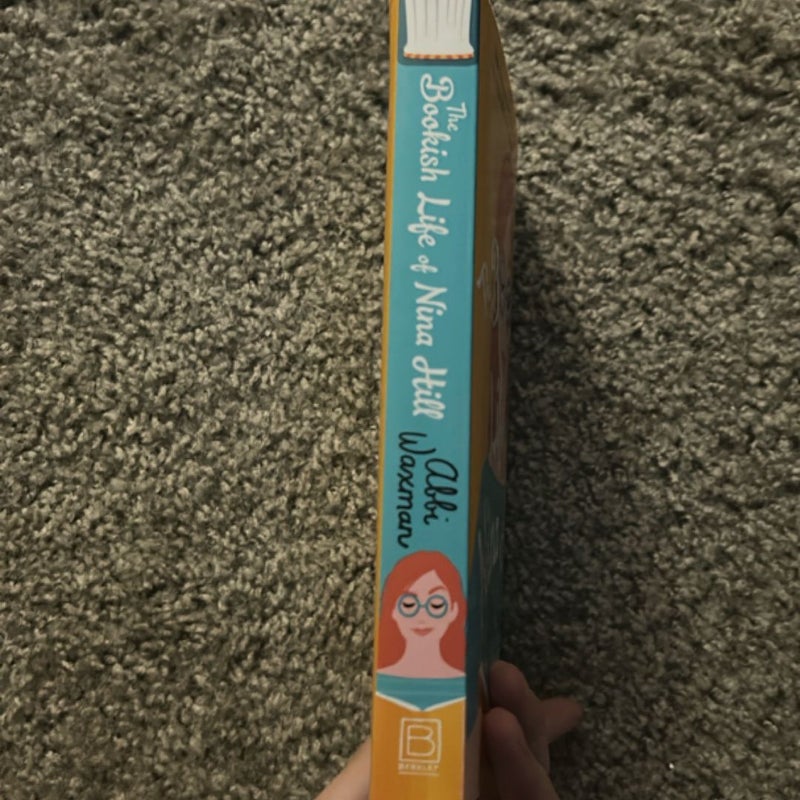 The
Bookish Life of Nina Hill
Abbi
Waxman
B
BERKLEY